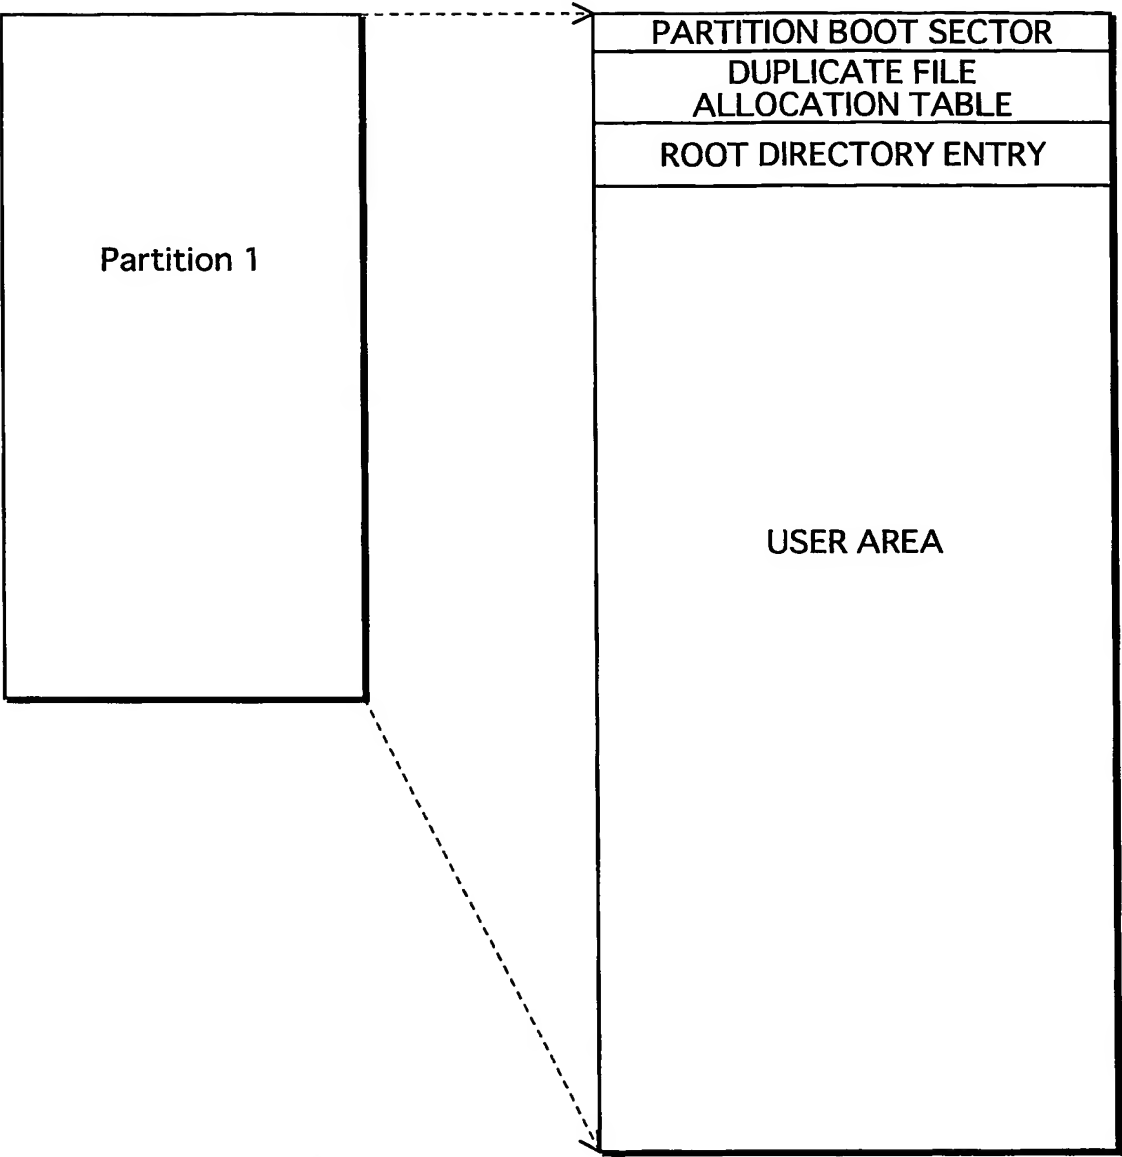 PARTITION BOOT SECTOR
DUPLICATE FILE
ALLOCATION TABLE
ROOT DIRECTORY ENTRY
Partition 1
USER AREA